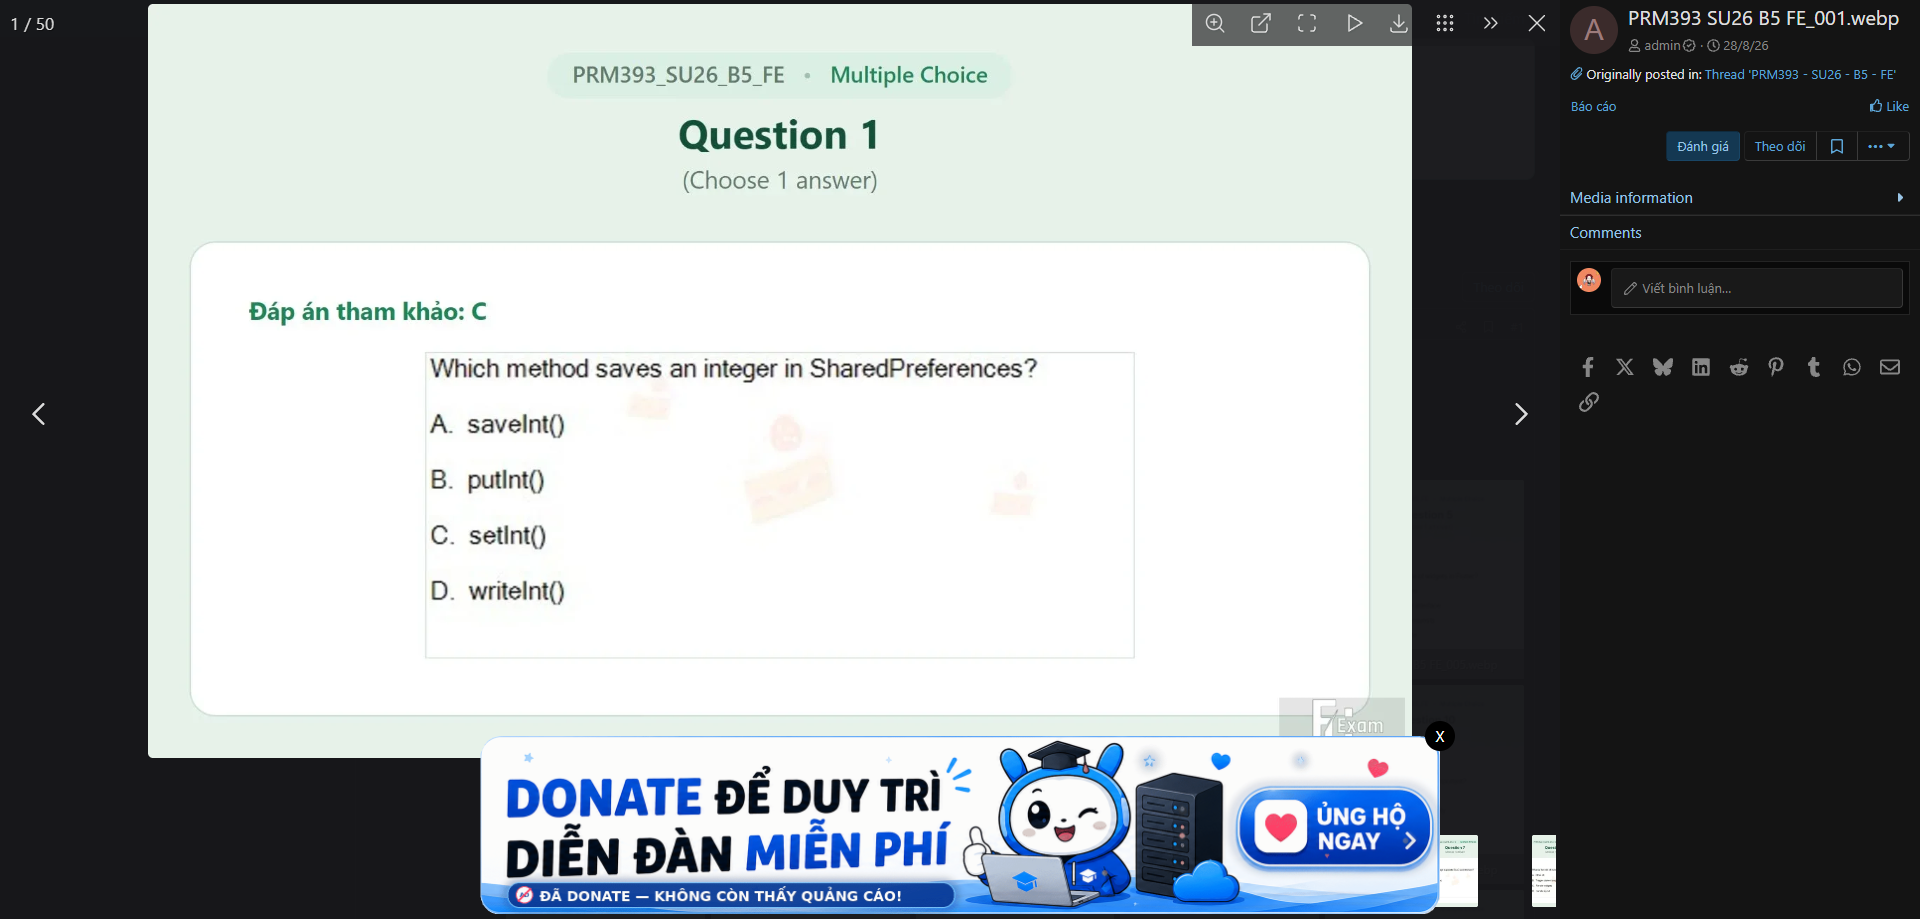 1 / 50
PRM393_SU26_B5_FE • Multiple Choice
Question 1
(Choose 1 answer)
Đáp án tham khảo: C
Which method saves an integer in SharedPreferences?
A. saveInt()
B. putInt()
C. setInt()
D. writeInt()
Exam
X
DONATE ĐỂ DUY TRÌ
DIỄN ĐÀN MIỄN PHÍ
ĐÃ DONATE — KHÔNG CÒN THẤY QUẢNG CÁO!
ỦNG HỘ
NGAY
A
PRM393 SU26 B5 FE_001.webp
admin · 28/8/26
Originally posted in: Thread 'PRM393 - SU26 - B5 - FE'
Báo cáo
Like
Đánh giá
Theo dõi
Media information
Comments
Viết bình luận...